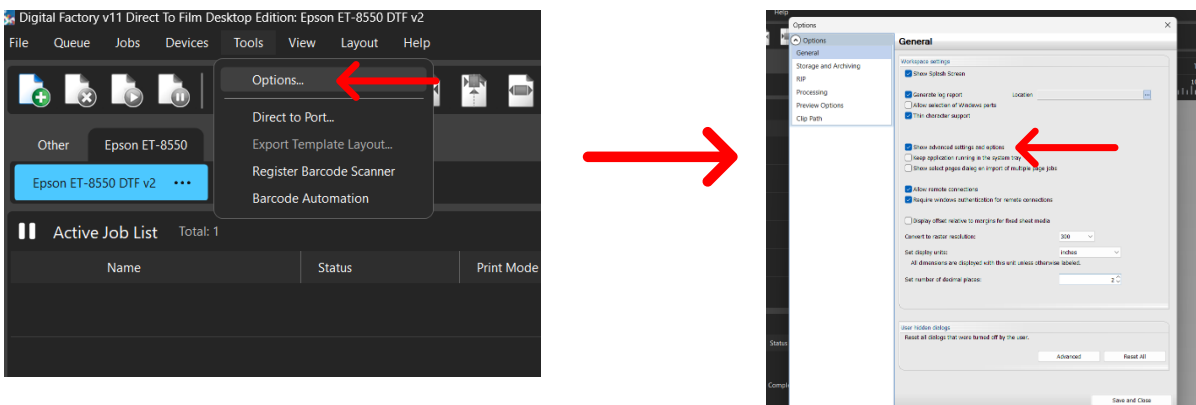 Digital Factory v11 Direct To Film Desktop Edition: Epson ET-8550 DTF v2
File Queue Jobs Devices Tools View Layout Help
Options...
Direct to Port...
Export Template Layout...
Register Barcode Scanner
Barcode Automation
Other Epson ET-8550
Epson ET-8550 DTF v2 •••
Active Job List Total: 1
Name Status Print Mode
Help
Options
Options
General
Storage and Archiving
RIP
Processing
Preview Options
Clip Path
General
Workspace settings
Show Splash Screen
Generate log report Location
Allow selection of Windows ports
Thin character support
Show advanced settings and options
Keep application running in the system tray
Show select pages dialog on import of multiple page jobs
Allow remote connections
Require windows authentication for remote connections
Display offset relative to margins for fixed sheet media
Convert to raster resolution: 300
Set display units: inches
All dimensions are displayed with this unit unless otherwise labeled.
Set number of decimal places: 2
User hidden dialogs
Reset all dialogs that were turned off by the user.
Advanced Reset All
Save and Close
Status